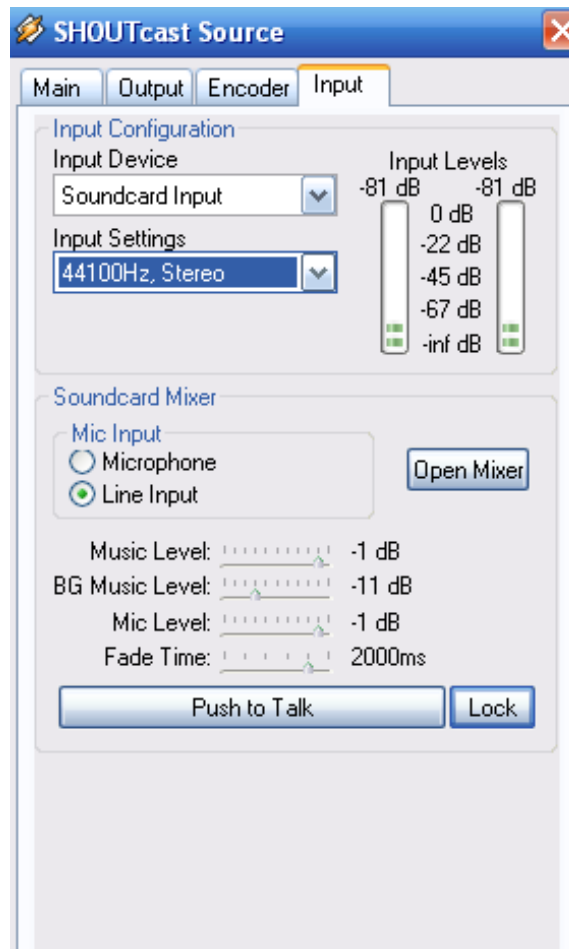 SHOUTcast Source
Main Output Encoder Input
Input Configuration
Input Device
Soundcard Input
Input Settings
44100Hz, Stereo
Input Levels
-81 dB -81 dB
0 dB
-22 dB
-45 dB
-67 dB
-inf dB
Soundcard Mixer
Mic Input
Microphone
Line Input
Open Mixer
Music Level: -1 dB
BG Music Level: -11 dB
Mic Level: -1 dB
Fade Time: 2000ms
Push to Talk Lock